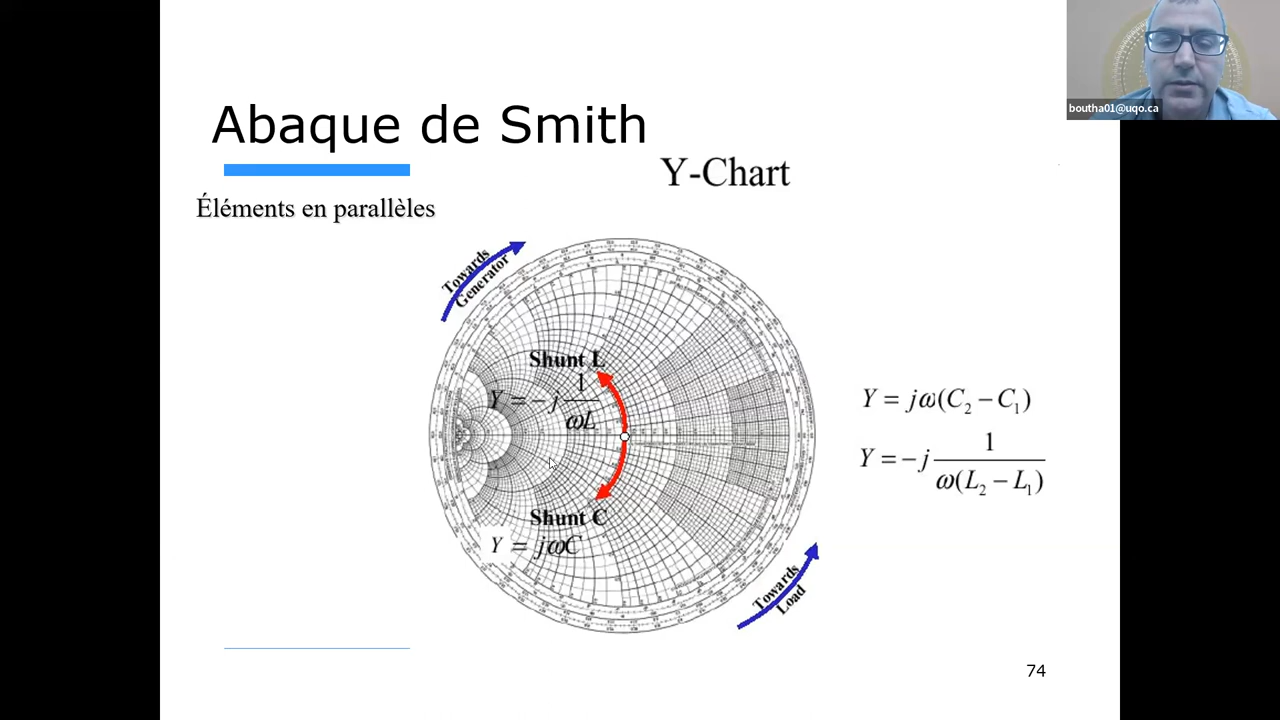 boutha01@uqo.ca
Abaque de Smith
Y-Chart
Éléments en parallèles
Towards
Generator
Shunt L
Y = -j 1/ωL
Shunt C
Y = jωC
Y = jω(C₂ − C₁)
Y = −j 1/ω(L₂ − L₁)
Towards
Load
74